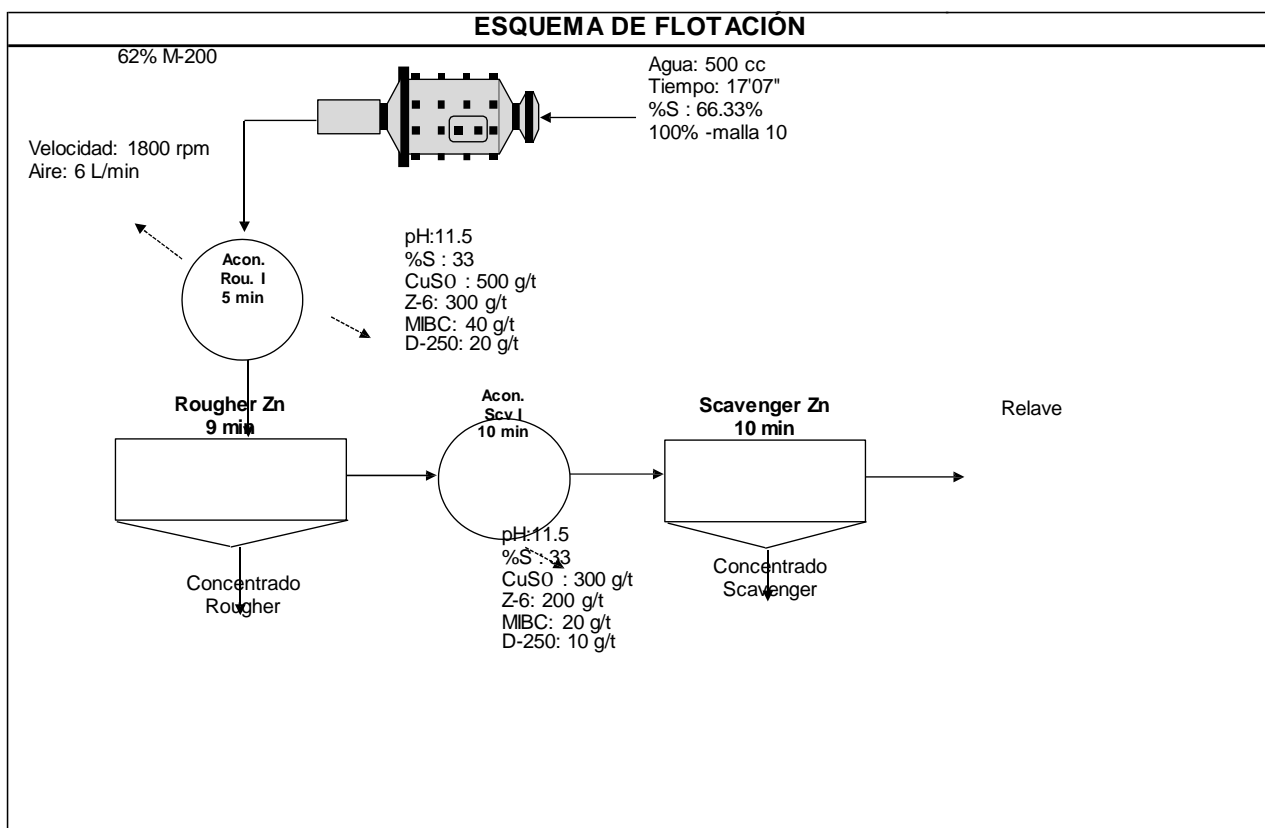 ESQUEMA DE FLOTACIÓN
62% M-200
Agua: 500 cc
Tiempo: 17'07"
%S : 66.33%
100% -malla 10
Velocidad: 1800 rpm
Aire: 6 L/min
Acon.
Rou. I
5 min
pH:11.5
%S : 33
CuSO : 500 g/t
Z-6: 300 g/t
MIBC: 40 g/t
D-250: 20 g/t
Rougher Zn
9 min
Acon.
Scv I
10 min
Scavenger Zn
10 min
Relave
pH:11.5
%S : 33
CuSO : 300 g/t
Z-6: 200 g/t
MIBC: 20 g/t
D-250: 10 g/t
Concentrado
Rougher
Concentrado
Scavenger